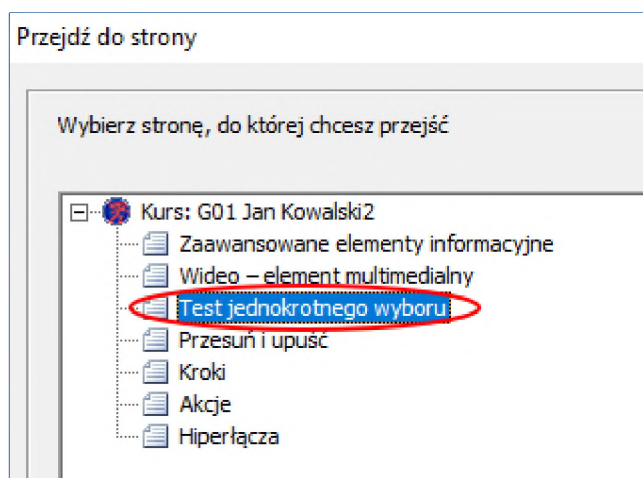 Przejdź do strony
Wybierz stronę, do której chcesz przejść
Kurs: G01 Jan Kowalski2
Zaawansowane elementy informacyjne
Wideo – element multimedialny
Test jednokrotnego wyboru
Przesuń i upuść
Kroki
Akcje
Hiperłącza